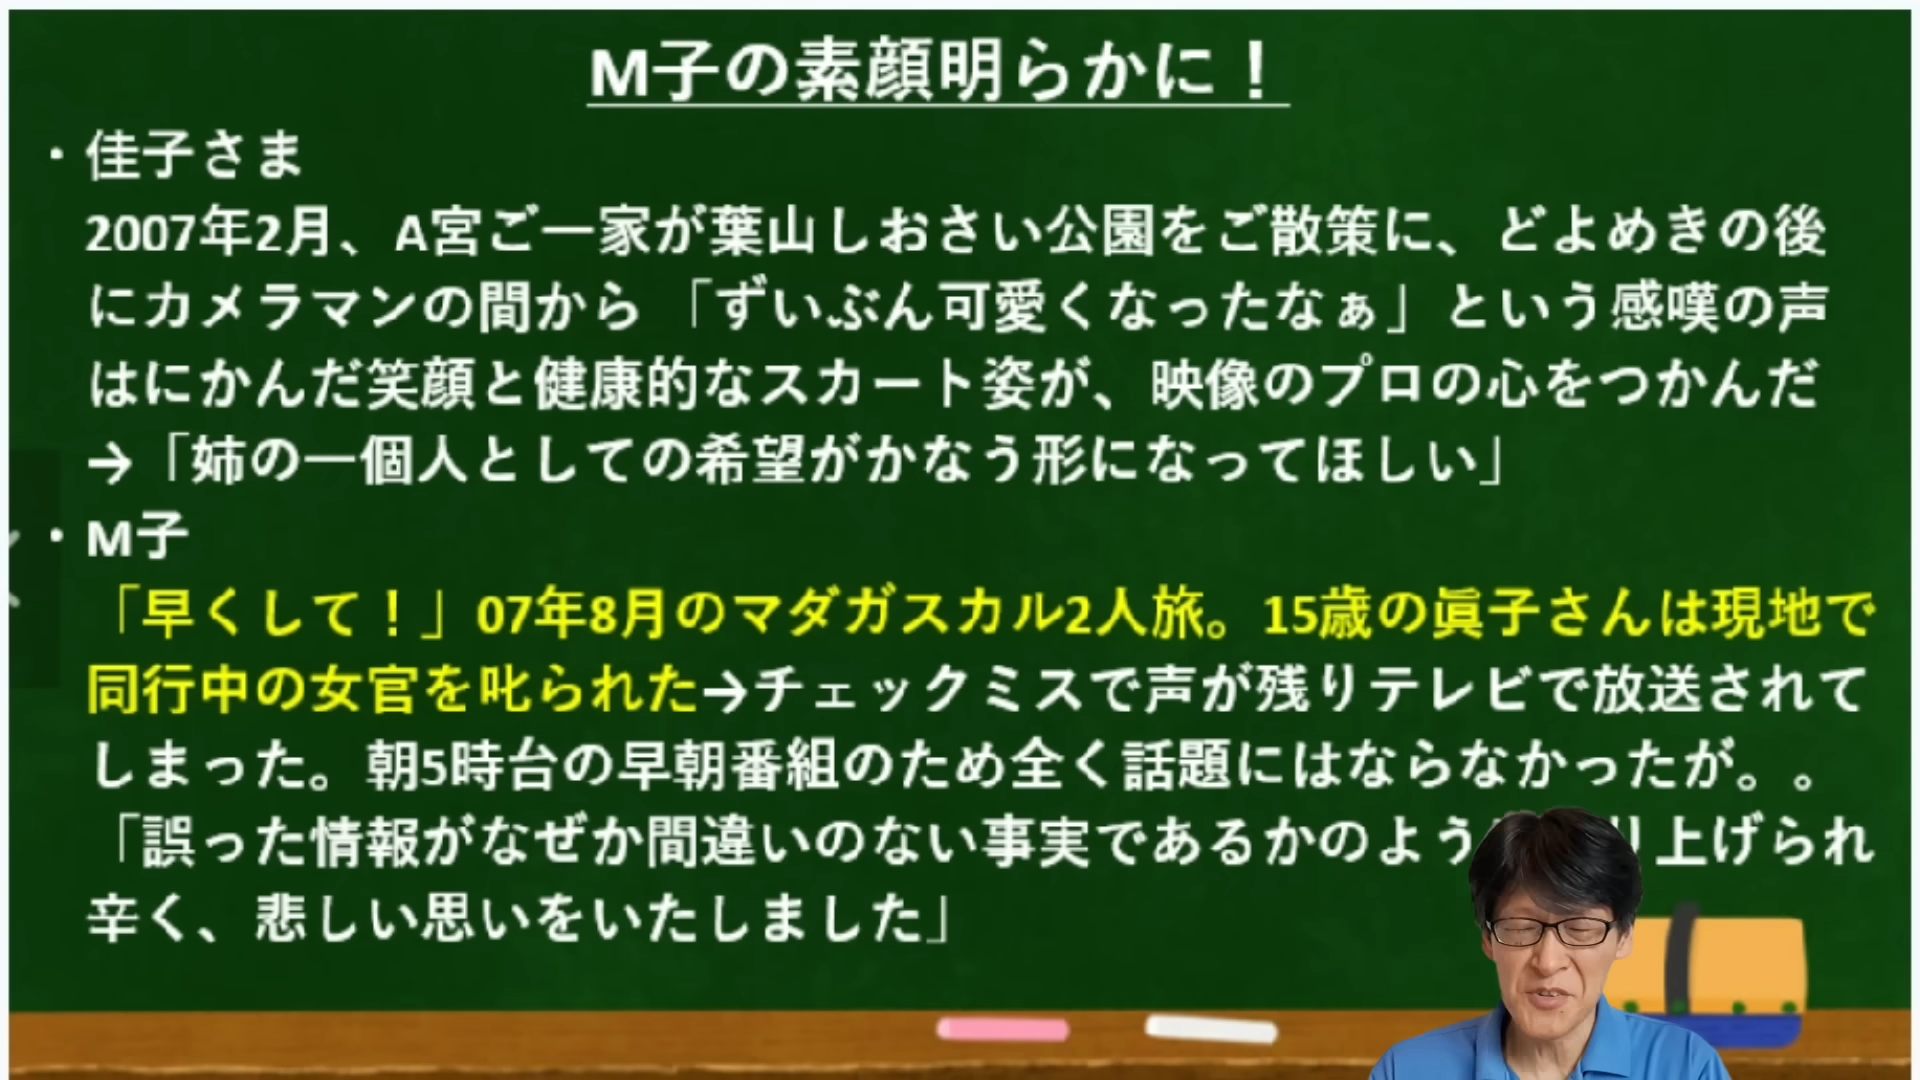 M子の素顔明らかに！
・佳子さま
2007年2月、A宮ご一家が葉山しおさい公園をご散策に、どよめきの後
にカメラマンの間から 「ずいぶん可愛くなったなぁ」という感嘆の声
はにかんだ笑顔と健康的なスカート姿が、映像のプロの心をつかんだ
→「姉の一個人としての希望がかなう形になってほしい」
・M子
「早くして！」07年8月のマダガスカル2人旅。15歳の眞子さんは現地で
同行中の女官を叱られた→チェックミスで声が残りテレビで放送されて
しまった。朝5時台の早朝番組のため全く話題にはならなかったが。。
「誤った情報がなぜか間違いのない事実であるかのよう り上げられ
辛く、悲しい思いをいたしました」